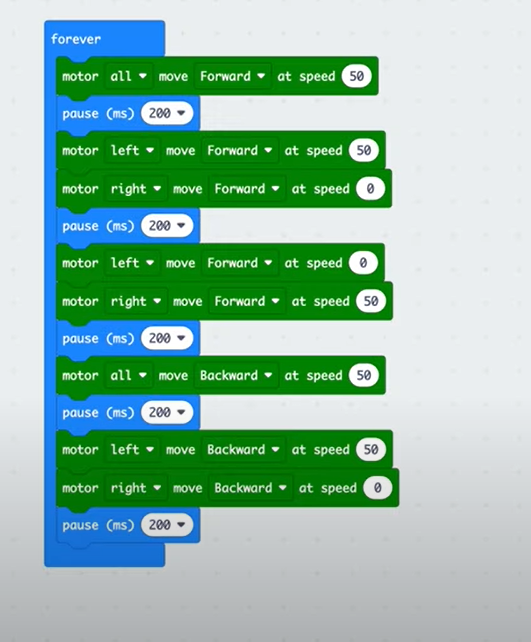 forever
motor all move Forward at speed 50
pause (ms) 200
motor left move Forward at speed 50
motor right move Forward at speed 0
pause (ms) 200
motor left move Forward at speed 0
motor right move Forward at speed 50
pause (ms) 200
motor all move Backward at speed 50
pause (ms) 200
motor left move Backward at speed 50
motor right move Backward at speed 0
pause (ms) 200